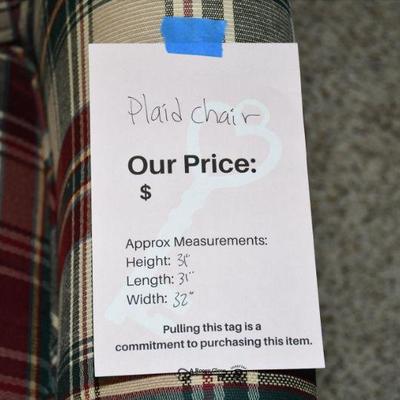 Plaid chair
Our Price:
$
Approx Measurements:
Height: 31"
Length: 31"
Width: 32"
Pulling this tag is a
commitment to purchasing this item.